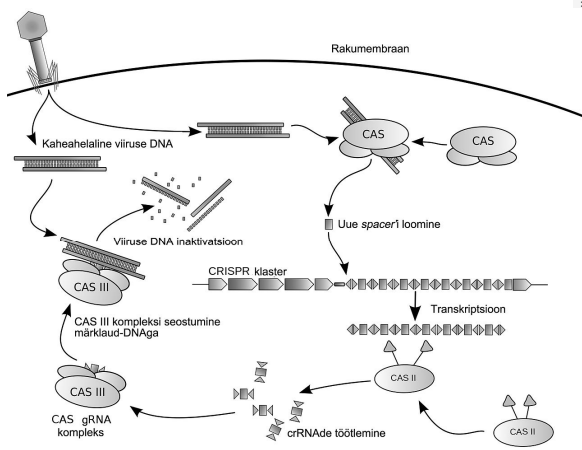 Rakumembraan
Kaheahelaline viiruse DNA
CAS
CAS
Viiruse DNA inaktivatsioon
Uue spacer'i loomine
CAS III
CRISPR klaster
Transkriptsioon
CAS III kompleksi seostumine
märklaud-DNAga
CAS II
CAS III
CAS gRNA
kompleks
crRNAde töötlemine
CAS II